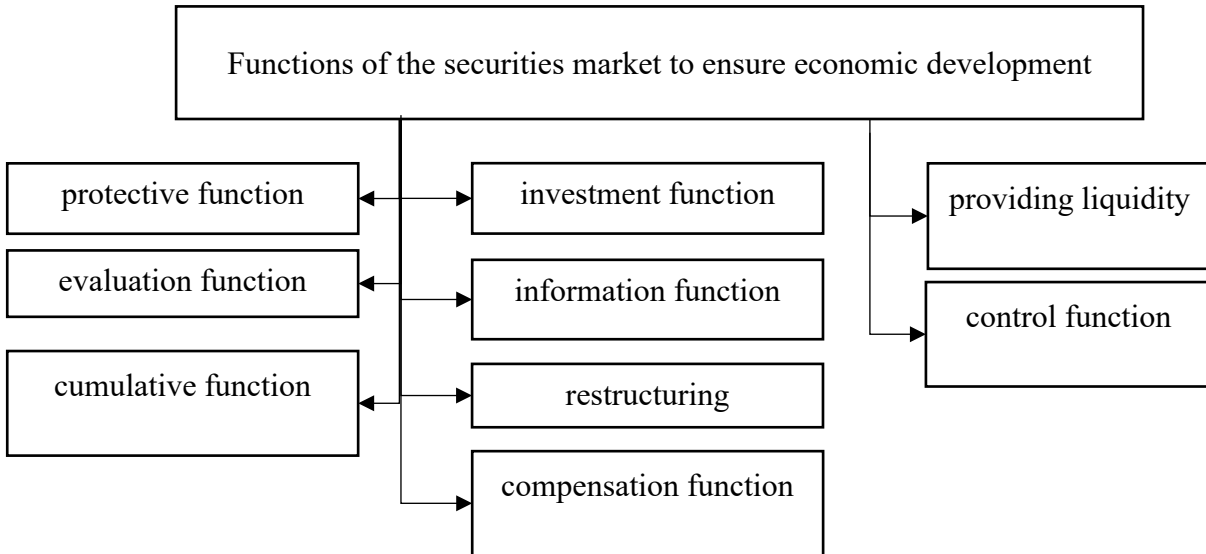 Functions of the securities market to ensure economic development
protective function
investment function
providing liquidity
evaluation function
information function
control function
cumulative function
restructuring
compensation function